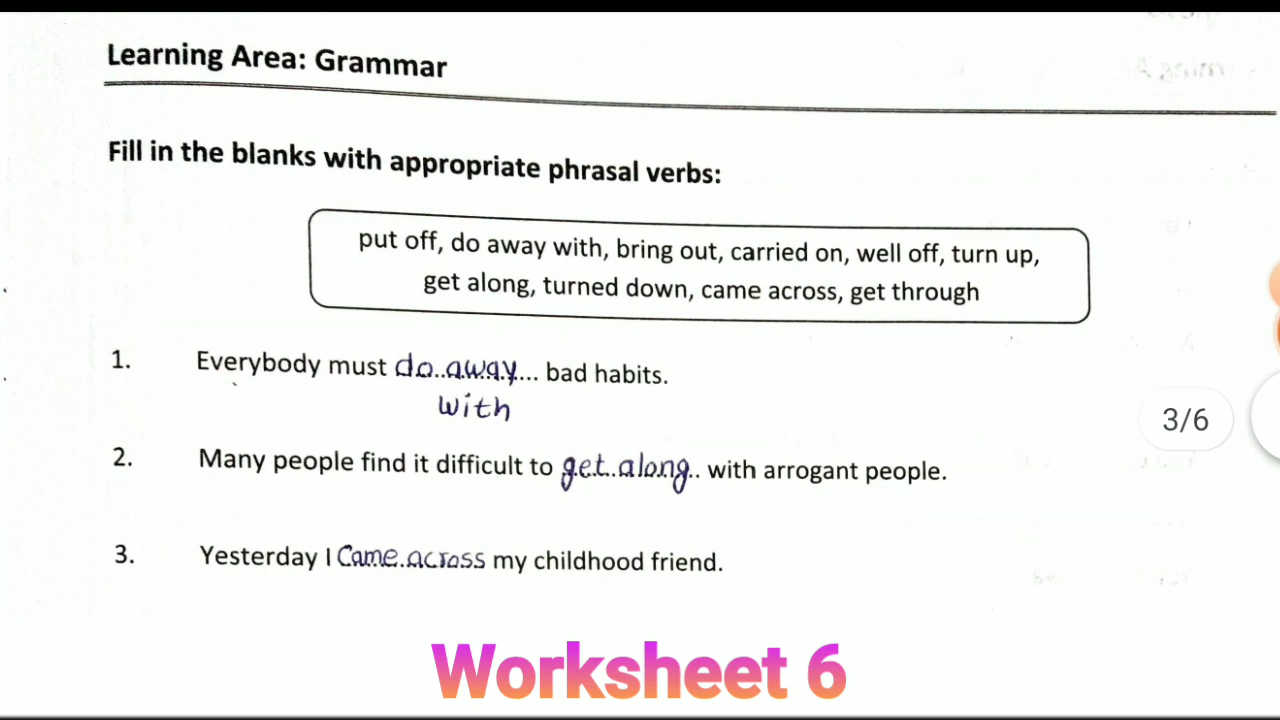 Learning Area: Grammar
Fill in the blanks with appropriate phrasal verbs:
put off, do away with, bring out, carried on, well off, turn up,
get along, turned down, came across, get through
1. Everybody must do away... bad habits.
with
2. Many people find it difficult to get along.. with arrogant people.
3. Yesterday I Came across my childhood friend.
3/6
Worksheet 6